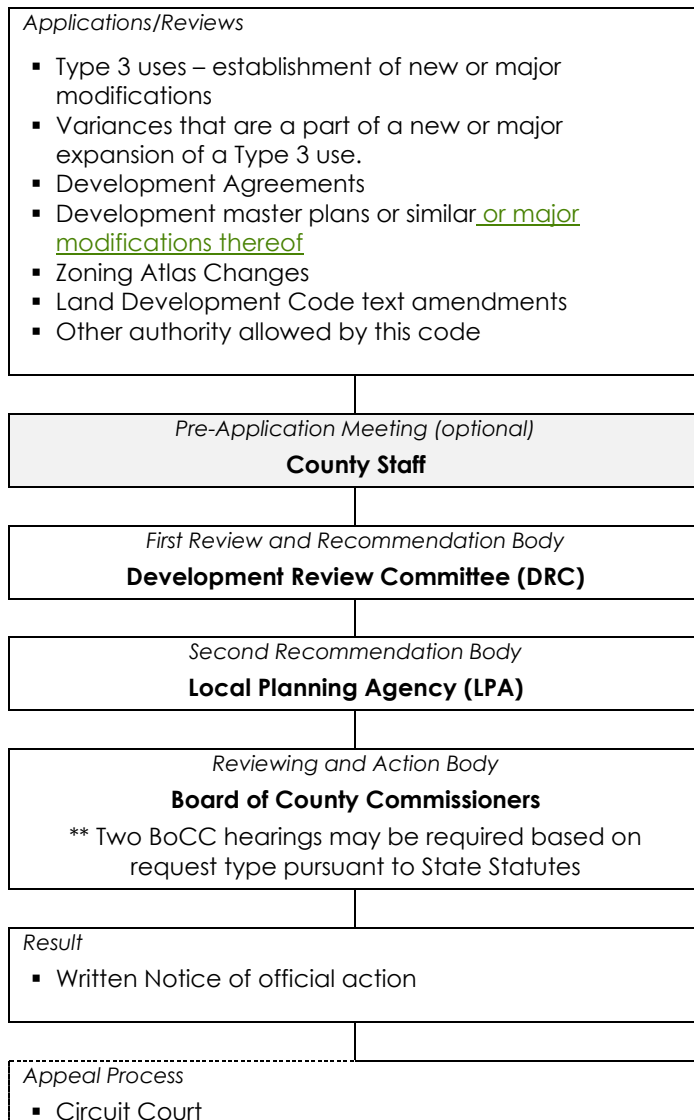 Applications/Reviews
▪ Type 3 uses – establishment of new or major
modifications
▪ Variances that are a part of a new or major
expansion of a Type 3 use.
▪ Development Agreements
▪ Development master plans or similar or major
modifications thereof
▪ Zoning Atlas Changes
▪ Land Development Code text amendments
▪ Other authority allowed by this code
Pre-Application Meeting (optional)
County Staff
First Review and Recommendation Body
Development Review Committee (DRC)
Second Recommendation Body
Local Planning Agency (LPA)
Reviewing and Action Body
Board of County Commissioners
** Two BoCC hearings may be required based on
request type pursuant to State Statutes
Result
▪ Written Notice of official action
Appeal Process
▪ Circuit Court